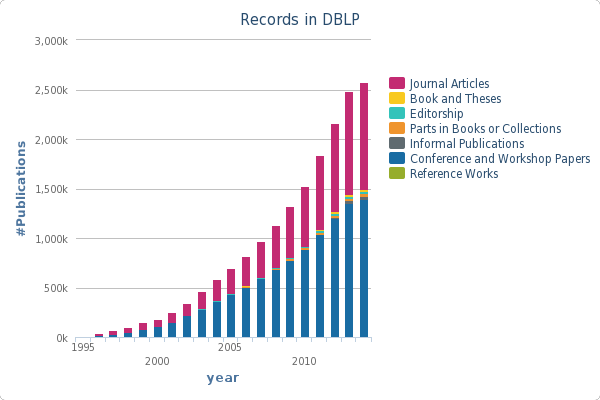 Records in DBLP
3,000k
2,500k
2,000k
1,500k
1,000k
500k
0k
#Publications
1995
2000
2005
2010
year
Journal Articles
Book and Theses
Editorship
Parts in Books or Collections
Informal Publications
Conference and Workshop Papers
Reference Works